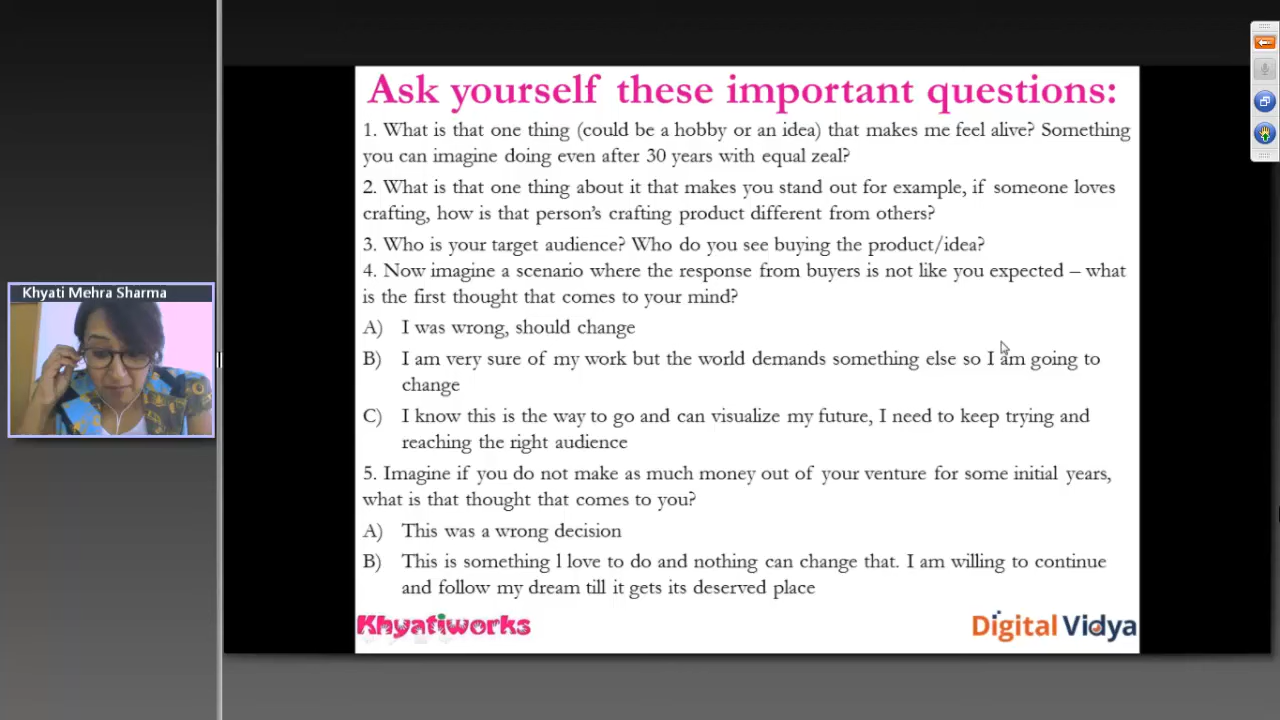 Khyati Mehra Sharma
Ask yourself these important questions:
1. What is that one thing (could be a hobby or an idea) that makes me feel alive? Something
you can imagine doing even after 30 years with equal zeal?
2. What is that one thing about it that makes you stand out for example, if someone loves
crafting, how is that person's crafting product different from others?
3. Who is your target audience? Who do you see buying the product/idea?
4. Now imagine a scenario where the response from buyers is not like you expected – what
is the first thought that comes to your mind?
A) I was wrong, should change
B) I am very sure of my work but the world demands something else so I am going to
change
C) I know this is the way to go and can visualize my future, I need to keep trying and
reaching the right audience
5. Imagine if you do not make as much money out of your venture for some initial years,
what is that thought that comes to you?
A) This was a wrong decision
B) This is something l love to do and nothing can change that. I am willing to continue
and follow my dream till it gets its deserved place
Khyatiworks
Digital Vidya